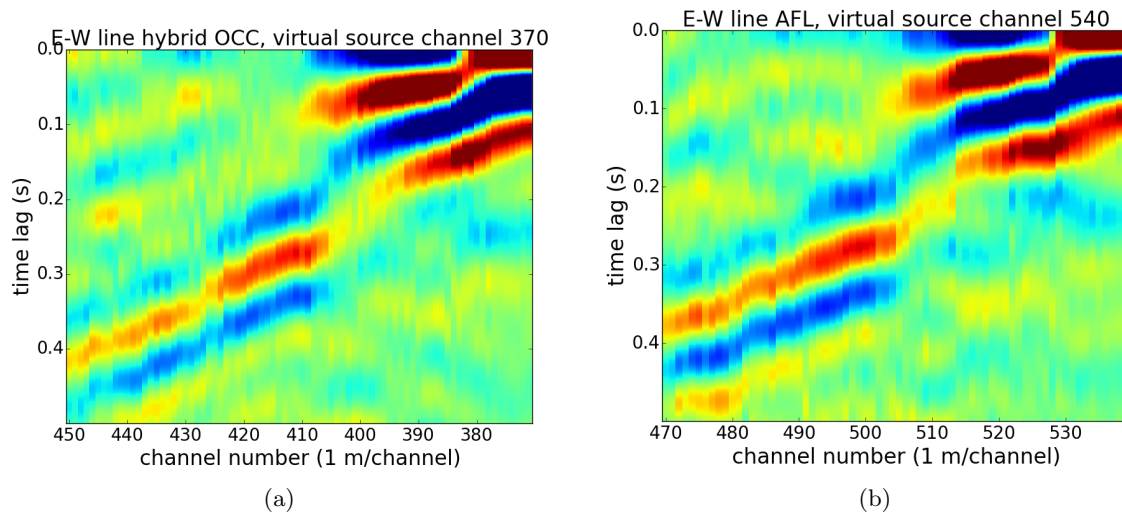 E-W line hybrid OCC, virtual source channel 370
0.0
0.1
0.2
0.3
0.4
time lag (s)
450 440 430 420 410 400 390 380
channel number (1 m/channel)
(a)
E-W line AFL, virtual source channel 540
0.0
0.1
0.2
0.3
0.4
time lag (s)
470 480 490 500 510 520 530
channel number (1 m/channel)
(b)